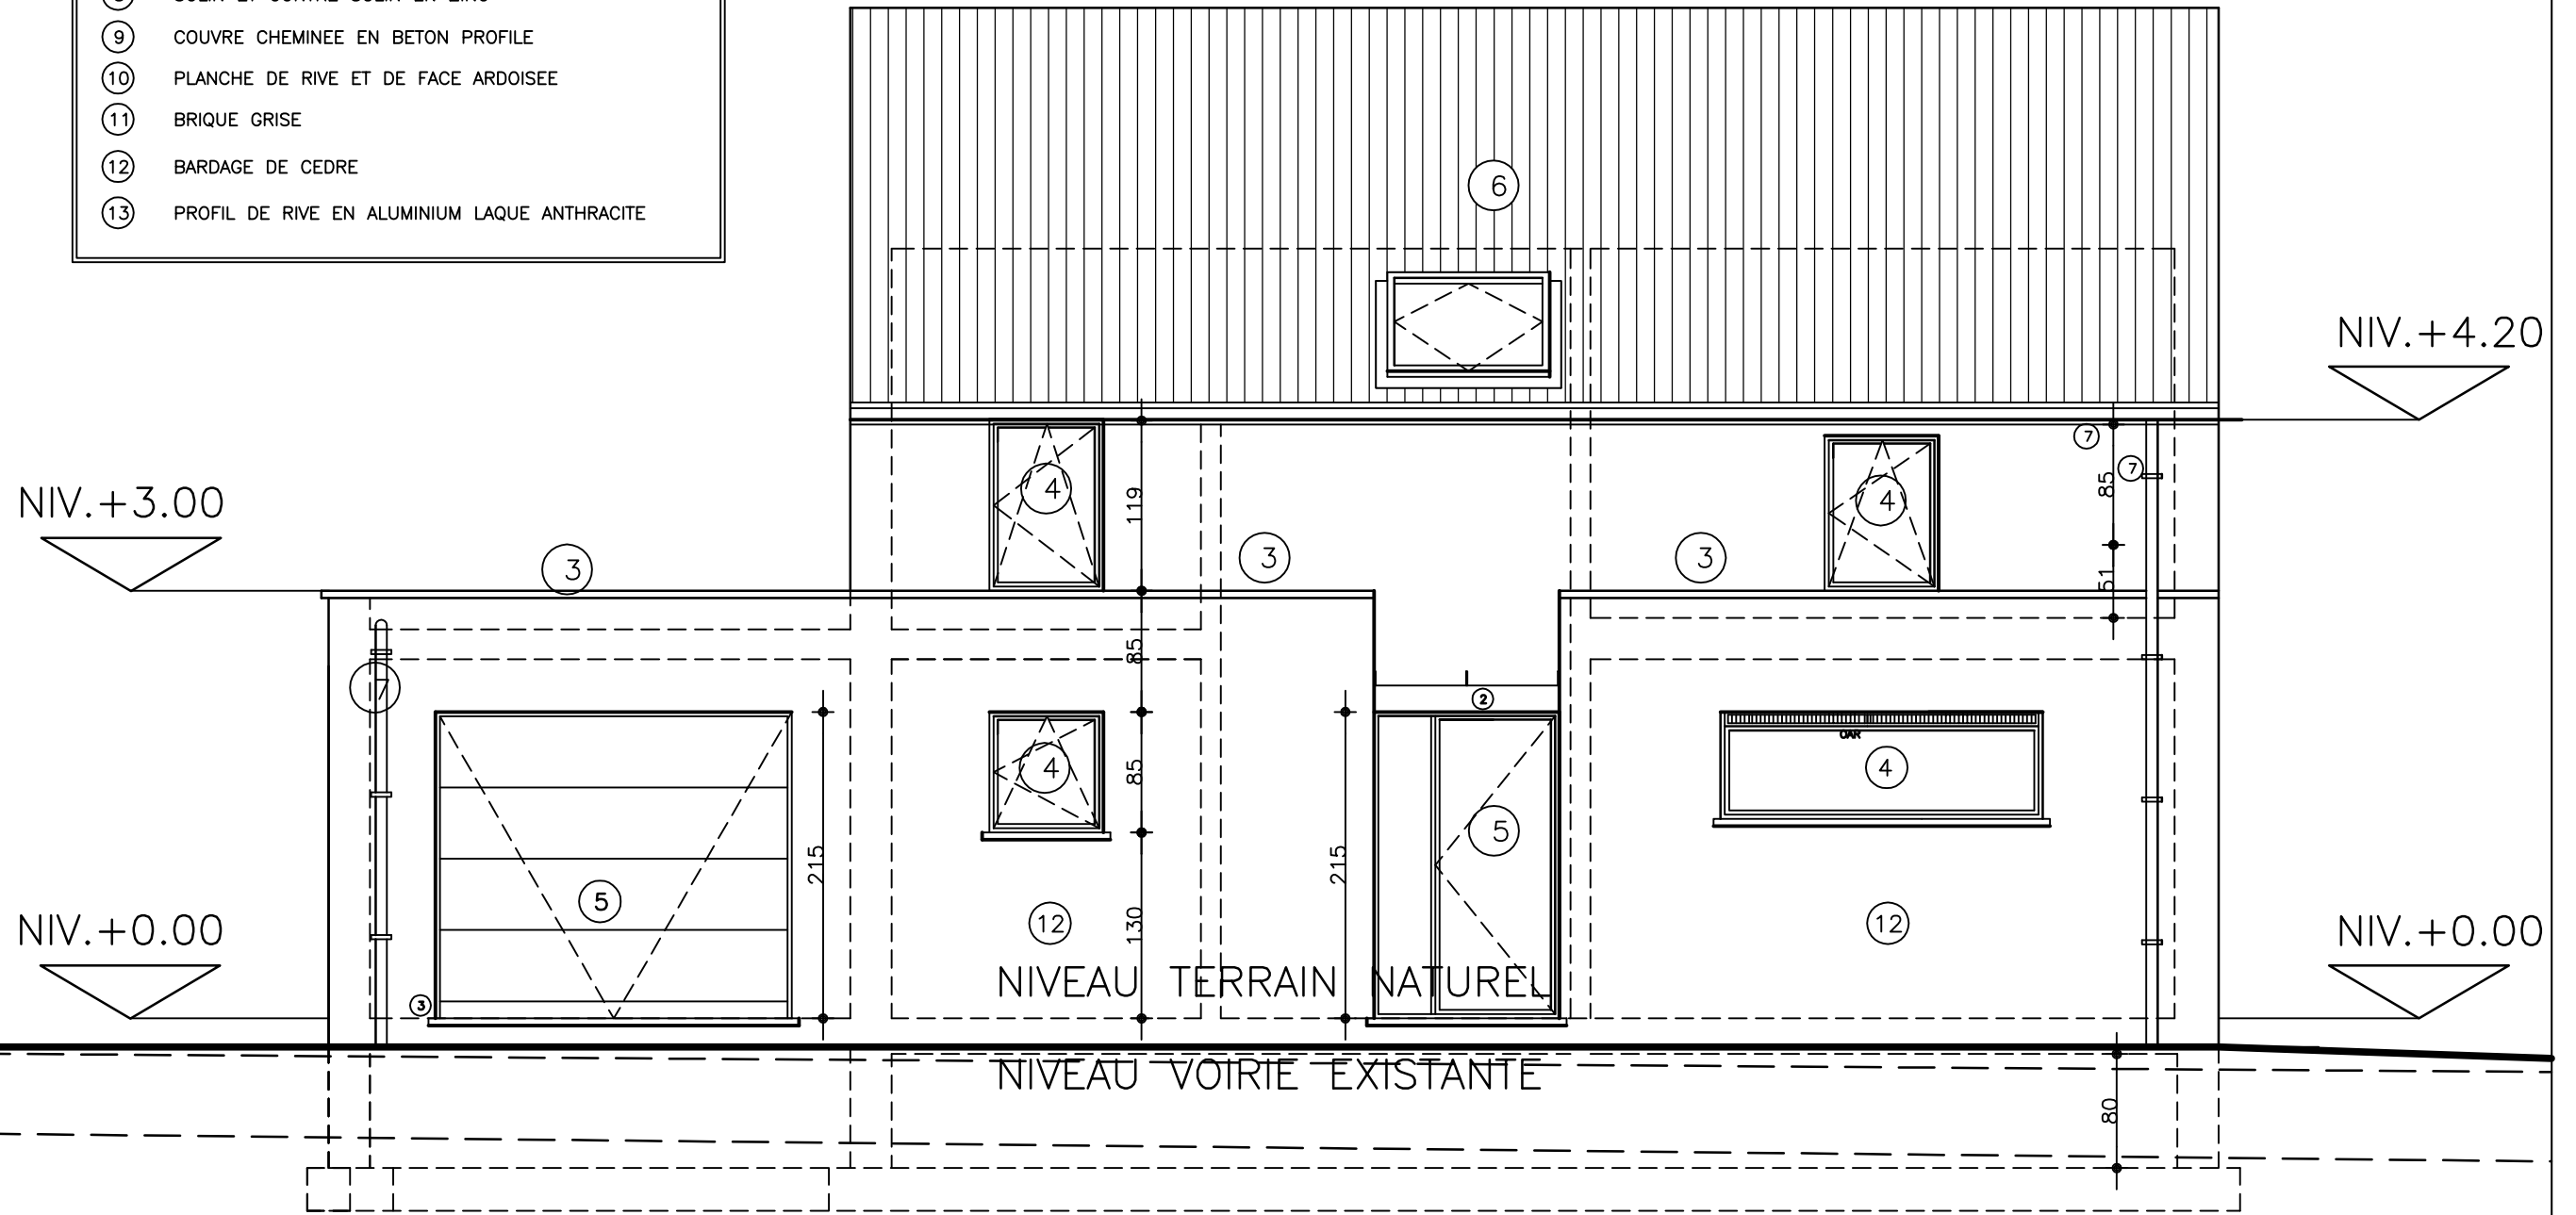 9 COUVRE CHEMINEE EN BETON PROFILE
10 PLANCHE DE RIVE ET DE FACE ARDOISEE
11 BRIQUE GRISE
12 BARDAGE DE CEDRE
13 PROFIL DE RIVE EN ALUMINIUM LAQUE ANTHRACITE
6
NIV.+4.20
7
7
4
4
119
85
NIV.+3.00
3
3
3
51
85
7
2
OAR
4
4
85
5
215
215
5
12
130
12
NIV.+0.00
NIV.+0.00
NIVEAU TERRAIN NATUREL
3
NIVEAU VOIRIE EXISTANTE
80